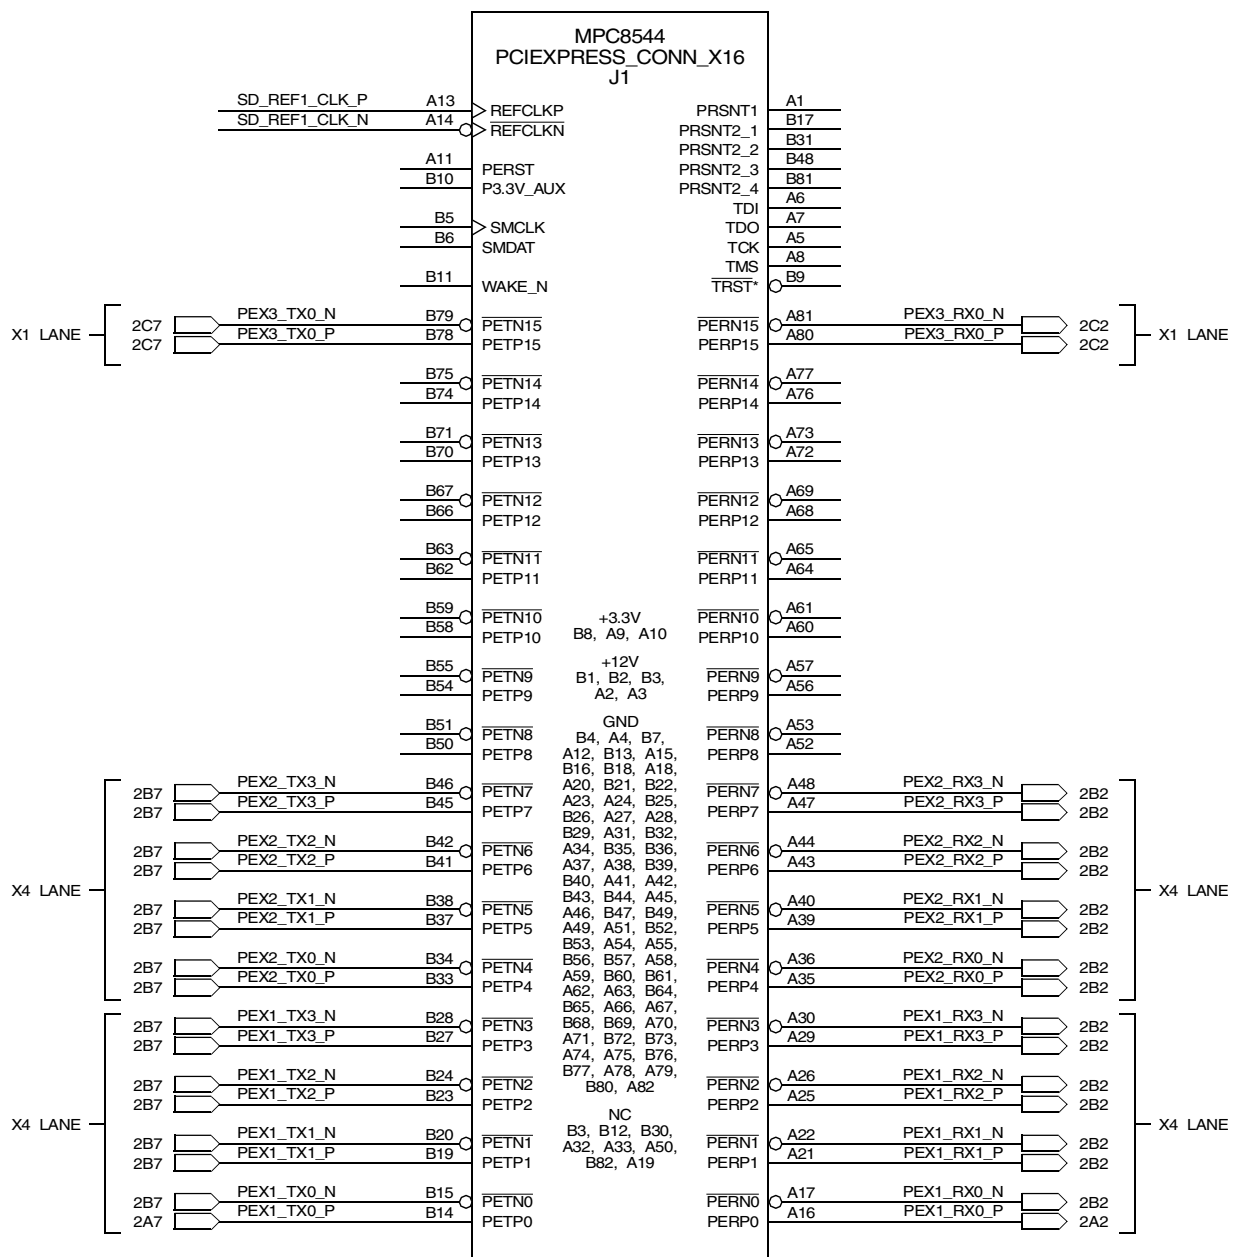 MPC8544
PCIEXPRESS_CONN_X16
J1
SD_REF1_CLK_P A13 REFCLKP PRSNT1 A1
SD_REF1_CLK_N A14 REFCLKN PRSNT2_1 B17
PRSNT2_2 B31
A11 PERST PRSNT2_3 B48
B10 P3.3V_AUX PRSNT2_4 B81
TDI A6
B5 SMCLK TDO A7
B6 SMDAT TCK A5
TMS A8
B11 WAKE_N TRST* B9
X1 LANE 2C7 PEX3_TX0_N B79 PETN15 PERN15 A81 PEX3_RX0_N 2C2 X1 LANE
2C7 PEX3_TX0_P B78 PETP15 PERP15 A80 PEX3_RX0_P 2C2
B75 PETN14 PERN14 A77
B74 PETP14 PERP14 A76
B71 PETN13 PERN13 A73
B70 PETP13 PERP13 A72
B67 PETN12 PERN12 A69
B66 PETP12 PERP12 A68
B63 PETN11 PERN11 A65
B62 PETP11 PERP11 A64
B59 PETN10 PERN10 A61
B58 PETP10 PERP10 A60
B55 PETN9 PERN9 A57
B54 PETP9 PERP9 A56
B51 PETN8 PERN8 A53
B50 PETP8 PERP8 A52
+3.3V
B8, A9, A10
+12V
B1, B2, B3,
A2, A3
GND
B4, A4, B7,
A12, B13, A15,
B16, B18, A18,
A20, B21, B22,
A23, A24, B25,
B26, A27, A28,
B29, A31, B32,
A34, B35, B36,
A37, A38, B39,
B40, A41, A42,
B43, B44, A45,
A46, B47, B49,
A49, A51, B52,
B53, A54, A55,
B56, B57, A58,
A59, B60, B61,
A62, A63, B64,
B65, A66, A67,
B68, B69, A70,
A71, B72, B73,
A74, A75, B76,
B77, A78, A79,
B80, A82
NC
B3, B12, B30,
A32, A33, A50,
B82, A19
2B7 PEX2_TX3_N B46 PETN7 PERN7 A48 PEX2_RX3_N 2B2
2B7 PEX2_TX3_P B45 PETP7 PERP7 A47 PEX2_RX3_P 2B2
2B7 PEX2_TX2_N B42 PETN6 PERN6 A44 PEX2_RX2_N 2B2
2B7 PEX2_TX2_P B41 PETP6 PERP6 A43 PEX2_RX2_P 2B2
X4 LANE X4 LANE
2B7 PEX2_TX1_N B38 PETN5 PERN5 A40 PEX2_RX1_N 2B2
2B7 PEX2_TX1_P B37 PETP5 PERP5 A39 PEX2_RX1_P 2B2
2B7 PEX2_TX0_N B34 PETN4 PERN4 A36 PEX2_RX0_N 2B2
2B7 PEX2_TX0_P B33 PETP4 PERP4 A35 PEX2_RX0_P 2B2
2B7 PEX1_TX3_N B28 PETN3 PERN3 A30 PEX1_RX3_N 2B2
2B7 PEX1_TX3_P B27 PETP3 PERP3 A29 PEX1_RX3_P 2B2
2B7 PEX1_TX2_N B24 PETN2 PERN2 A26 PEX1_RX2_N 2B2
2B7 PEX1_TX2_P B23 PETP2 PERP2 A25 PEX1_RX2_P 2B2
X4 LANE X4 LANE
2B7 PEX1_TX1_N B20 PETN1 PERN1 A22 PEX1_RX1_N 2B2
2B7 PEX1_TX1_P B19 PETP1 PERP1 A21 PEX1_RX1_P 2B2
2B7 PEX1_TX0_N B15 PETN0 PERN0 A17 PEX1_RX0_N 2B2
2A7 PEX1_TX0_P B14 PETP0 PERP0 A16 PEX1_RX0_P 2A2